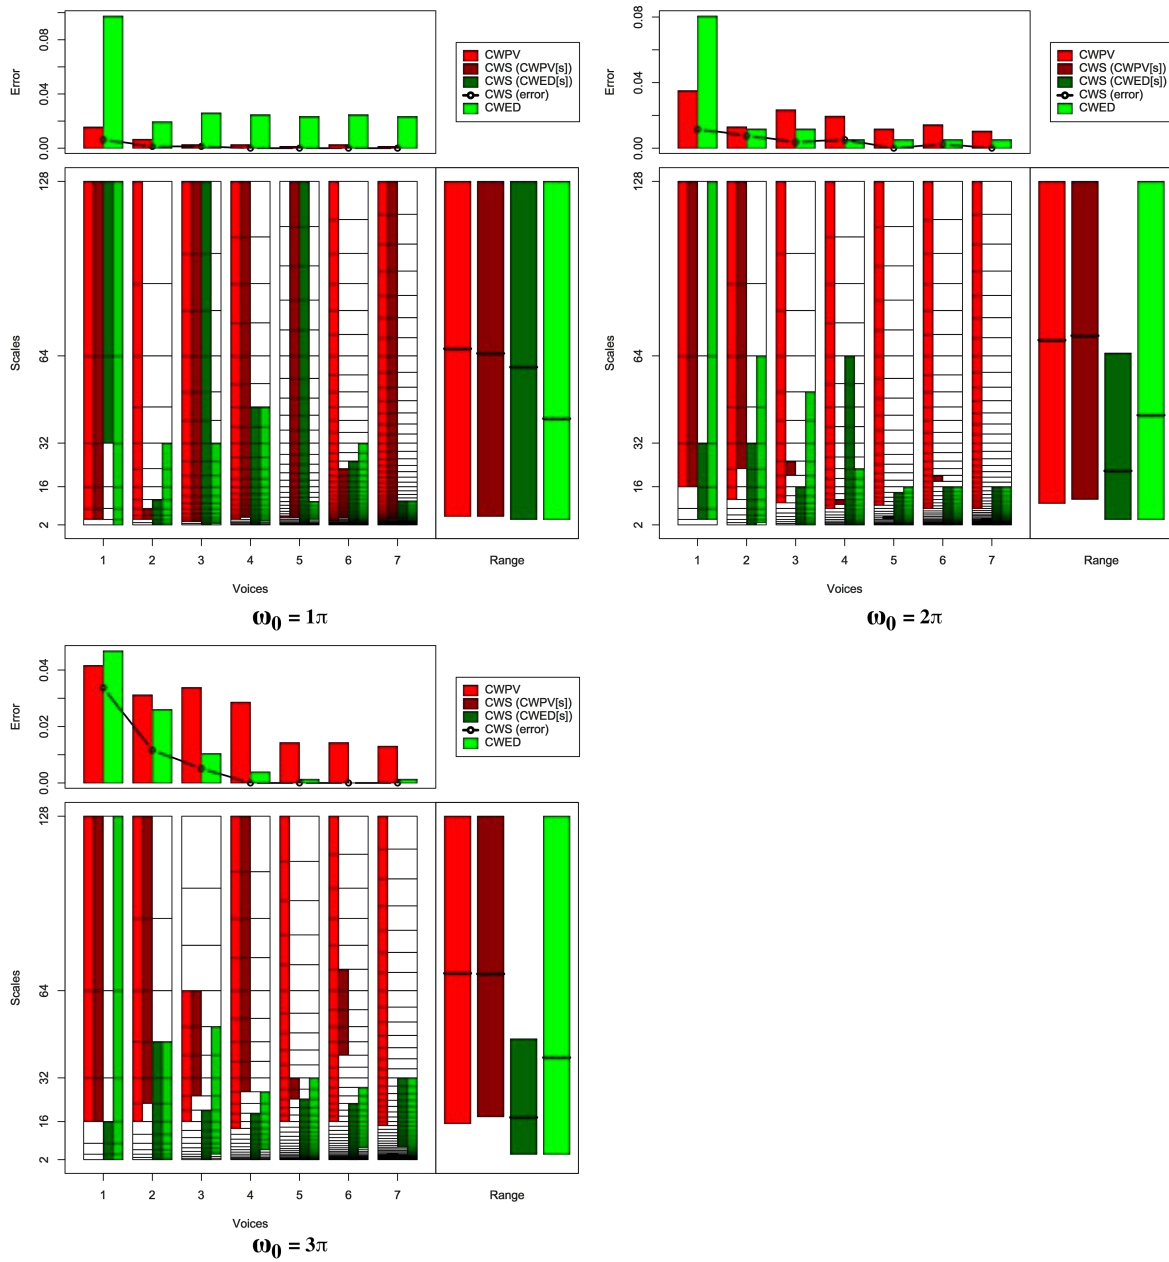 Error
0.00
0.04
0.08
CWPV
CWS (CWPV[s])
CWS (CWED[s])
CWS (error)
CWED
Scales
128
64
32
16
2
1 2 3 4 5 6 7
Range
Voices
ω0 = 1π
Error
0.00
0.04
0.08
CWPV
CWS (CWPV[s])
CWS (CWED[s])
CWS (error)
CWED
Scales
128
64
32
16
2
1 2 3 4 5 6 7
Range
Voices
ω0 = 2π
Error
0.00
0.02
0.04
CWPV
CWS (CWPV[s])
CWS (CWED[s])
CWS (error)
CWED
Scales
128
64
32
16
2
1 2 3 4 5 6 7
Range
Voices
ω0 = 3π